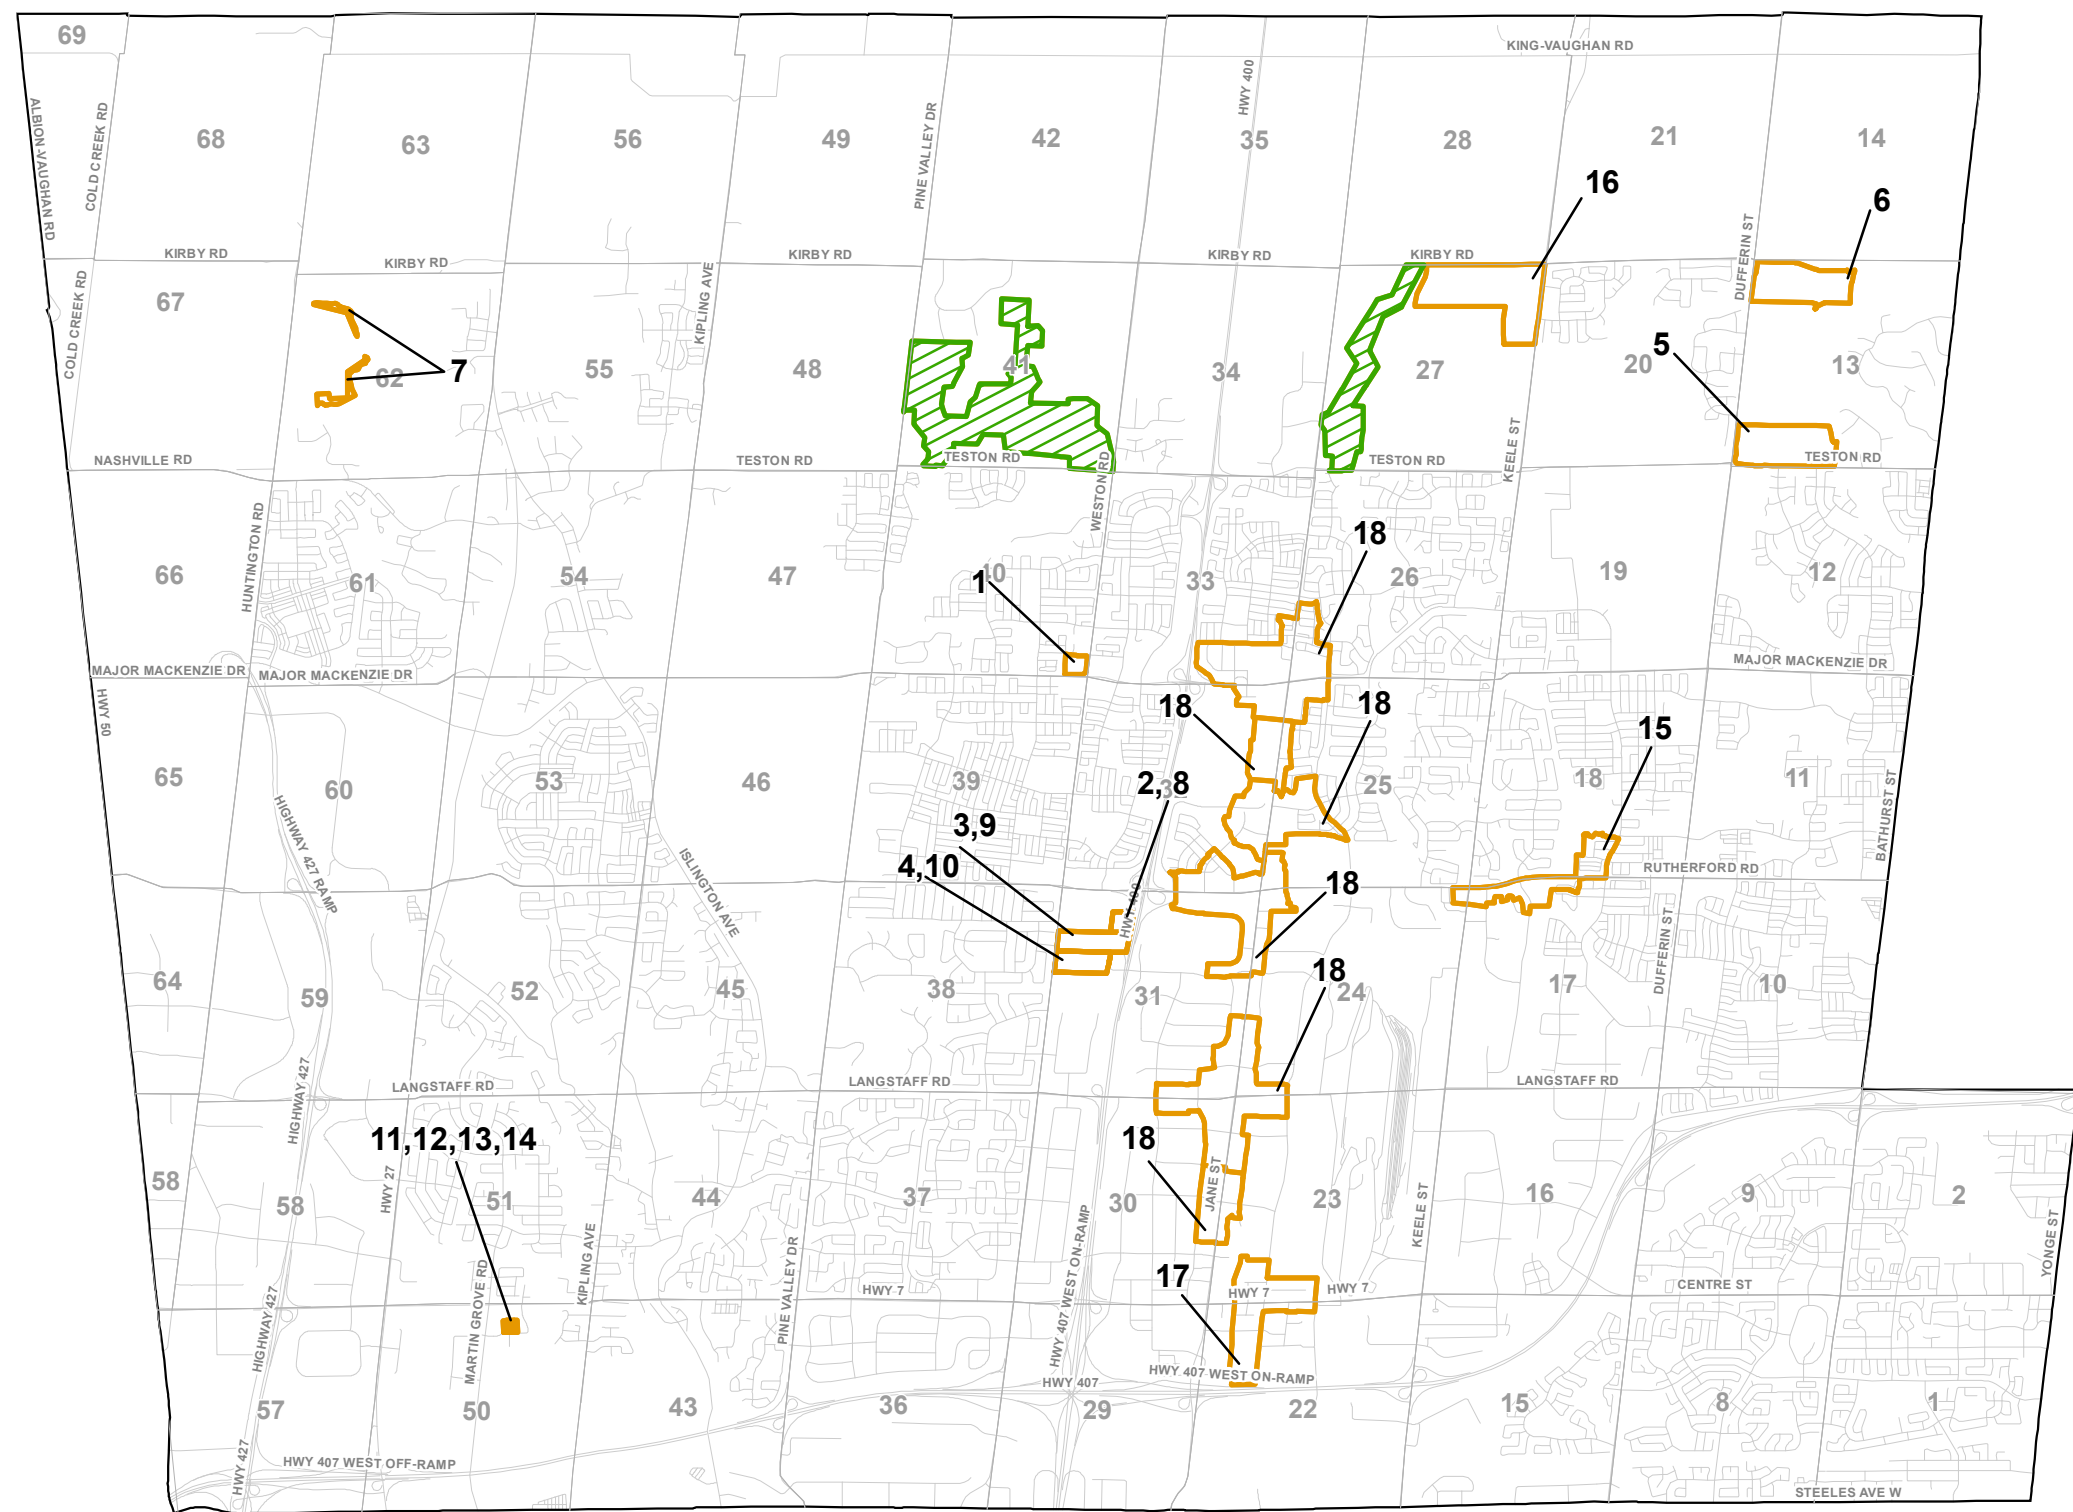 69
KING-VAUGHAN RD
ALBION-VAUGHAN RD
COLD CREEK RD
68
63
56
49
PINE VALLEY DR
42
HWY 400
35
28
21
14
16
6
KIRBY RD
KIRBY RD
KIRBY RD
KIRBY RD
KIRBY RD
DUFFERIN ST
67
COLD CREEK RD
7
62
55
KIPLING AVE
48
41
34
27
20
5
13
NASHVILLE RD
TESTON RD
TESTON RD
WESTON RD
TESTON RD
KEELE ST
TESTON RD
HUNTINGTON RD
66
61
54
47
40
1
33
18
26
19
12
MAJOR MACKENZIE DR
MAJOR MACKENZIE DR
MAJOR MACKENZIE DR
HWY 50
18
18
15
65
60
53
46
39
2,8
25
18
11
BATHURST ST
HIGHWAY 427 RAMP
3,9
4,10
ISLINGTON AVE
RUTHERFORD RD
18
HWY 400
DUFFERIN ST
64
59
52
45
38
31
18
24
17
10
LANGSTAFF RD
LANGSTAFF RD
LANGSTAFF RD
HIGHWAY 427
11,12,13,14
18
58
58
HWY 27
51
44
37
30
JANE ST
23
KEELE ST
16
9
2
YONGE ST
KIPLING AVE
PINE VALLEY DR
HWY 407 WEST ON-RAMP
MARTIN GROVE RD
17
HWY 7
HWY 7
HWY 7
CENTRE ST
HIGHWAY 427
HWY 407
HWY 407 WEST ON-RAMP
57
50
43
36
29
22
15
8
1
HWY 427
HWY 407 WEST OFF-RAMP
STEELES AVE W